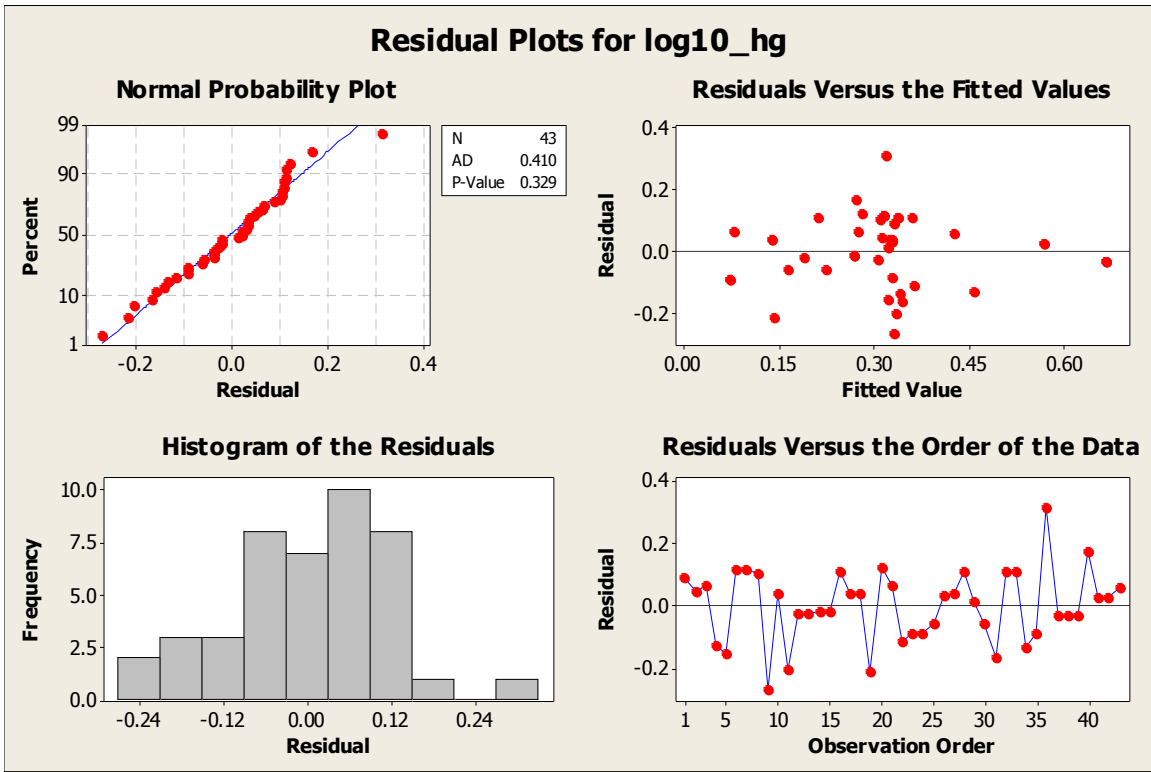 Residual Plots for log10_hg
Normal Probability Plot
99
90
50
10
1
Percent
-0.2 0.0 0.2 0.4
Residual
N 43
AD 0.410
P-Value 0.329
Residuals Versus the Fitted Values
0.4
0.2
0.0
-0.2
Residual
0.00 0.15 0.30 0.45 0.60
Fitted Value
Histogram of the Residuals
10.0
7.5
5.0
2.5
0.0
Frequency
-0.24 -0.12 0.00 0.12 0.24
Residual
Residuals Versus the Order of the Data
0.4
0.2
0.0
-0.2
Residual
1 5 10 15 20 25 30 35 40
Observation Order